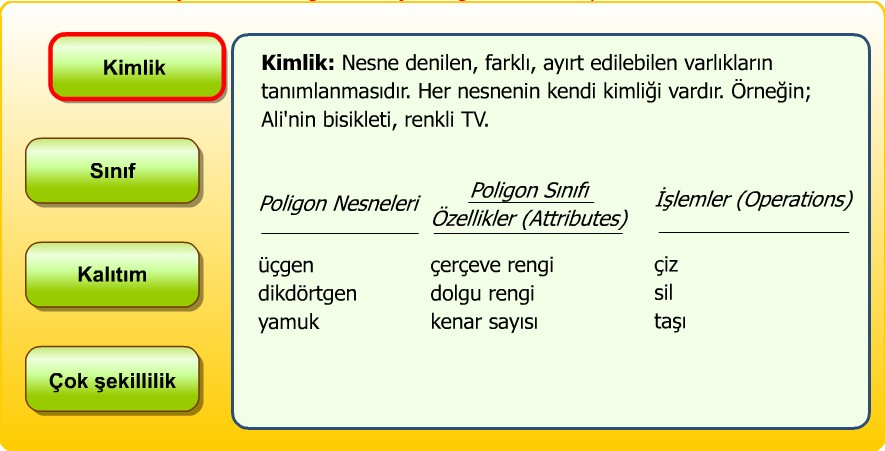 Kimlik
Sınıf
Kalıtım
Çok şekillilik
Kimlik: Nesne denilen, farklı, ayırt edilebilen varlıkların
tanımlanmasıdır. Her nesnenin kendi kimliği vardır. Örneğin;
Ali'nin bisikleti, renkli TV.
Poligon Nesneleri
Poligon Sınıfı
Özellikler (Attributes)
İşlemler (Operations)
üçgen çerçeve rengi çiz
dikdörtgen dolgu rengi sil
yamuk kenar sayısı taşı